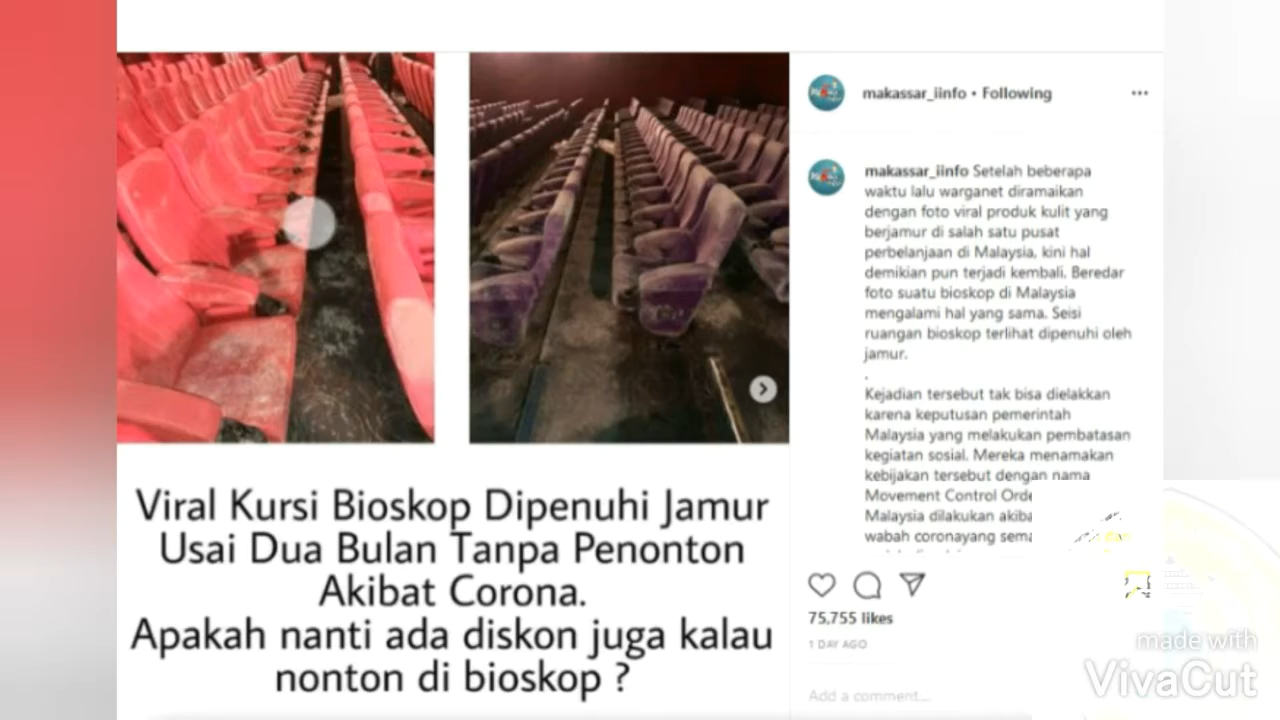 Viral Kursi Bioskop Dipenuhi Jamur
Usai Dua Bulan Tanpa Penonton
Akibat Corona.
Apakah nanti ada diskon juga kalau
nonton di bioskop ?
makassar_iinfo • Following
makassar_iinfo Setelah beberapa
waktu lalu warganet diramaikan
dengan foto viral produk kulit yang
berjamur di salah satu pusat
perbelanjaan di Malaysia, kini hal
demikian pun terjadi kembali. Beredar
foto suatu bioskop di Malaysia
mengalami hal yang sama. Seisi
ruangan bioskop terlihat dipenuhi oleh
jamur.
.
Kejadian tersebut tak bisa dielakkan
karena keputusan pemerintah
Malaysia yang melakukan pembatasan
kegiatan sosial. Mereka menamakan
kebijakan tersebut dengan nama
Movement Control Orde
Malaysia dilakukan akiba
wabah coronayang sema
75,755 likes
1 DAY AGO
Add a comment...
made with
VivaCut